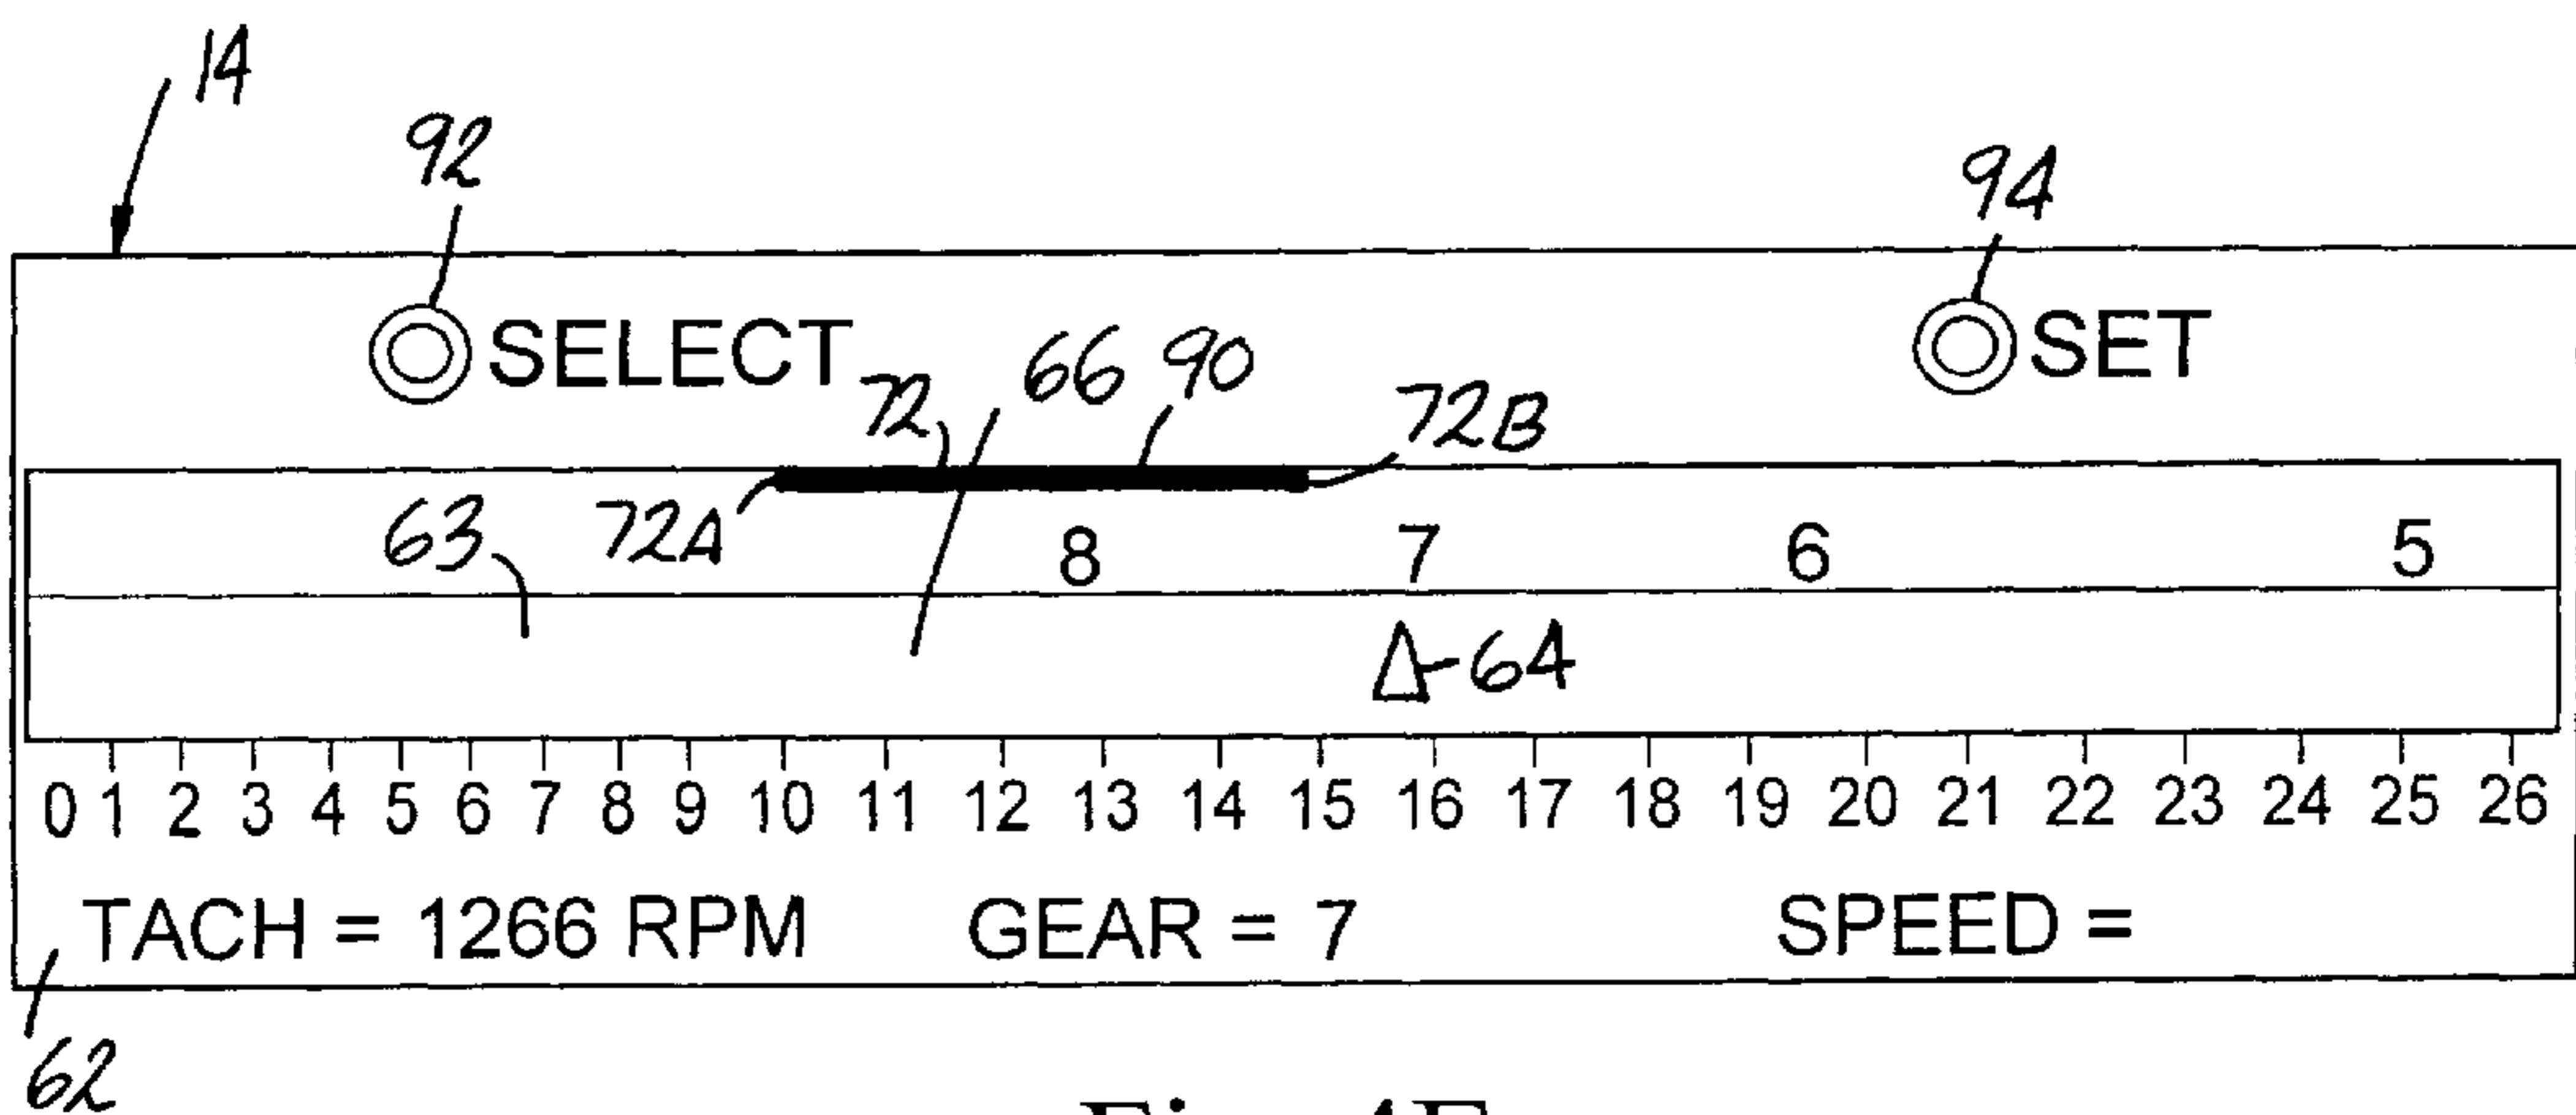 14
92
94
SELECT
SET
72 66 90 72B
63 72A 8 7 6 5
64
0 1 2 3 4 5 6 7 8 9 10 11 12 13 14 15 16 17 18 19 20 21 22 23 24 25 26
TACH = 1266 RPM GEAR = 7 SPEED =
62